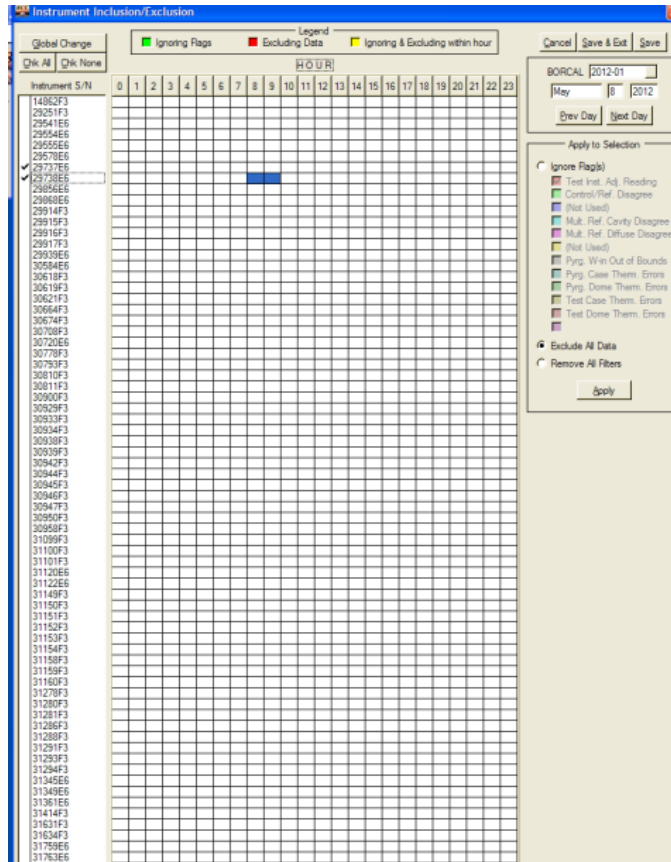 Instrument Inclusion/Exclusion
Legend
Global Change
Ignoring Flags
Excluding Data
Ignoring & Excluding within hour
Cancel Save & Exit Save
Chk All Chk None
HOUR
BORCAL 2012-01
Instrument S/N
0 1 2 3 4 5 6 7 8 9 10 11 12 13 14 15 16 17 18 19 20 21 22 23
May 8 2012
Prev Day Next Day
Apply to Selection
Ignore Flag(s)
Test Inst. Adj. Reading
Control/Ref. Disagree
(Not Used)
Mult. Ref. Cavity Disagree
Mult. Ref. Diffuse Disagree
(Not Used)
Pyrg. W-in Out of Bounds
Pyrg. Case Therm. Errors
Pyrg. Dome Therm. Errors
Test Case Therm. Errors
Test Dome Therm. Errors
Exclude All Data
Remove All Filters
Apply
14862F3
29251F3
29541E6
29554E6
29555E6
29578E6
29737E6
29738E6
29856E6
29868E6
29914F3
29915F3
29916F3
29917F3
29939E6
30584E6
30618F3
30619F3
30621F3
30664F3
30674F3
30708F3
30720E6
30778F3
30793F3
30810F3
30811F3
30900F3
30929F3
30933F3
30934F3
30938F3
30939F3
30942F3
30944F3
30945F3
30946F3
30947F3
30950F3
30958F3
31099F3
31100F3
31101F3
31120E6
31122E6
31149F3
31150F3
31151F3
31152F3
31153F3
31154F3
31158F3
31159F3
31160F3
31278F3
31280F3
31281F3
31286F3
31288F3
31291F3
31293F3
31294F3
31345E6
31349E6
31361E6
31414F3
31631F3
31634F3
31759E6
31763E6